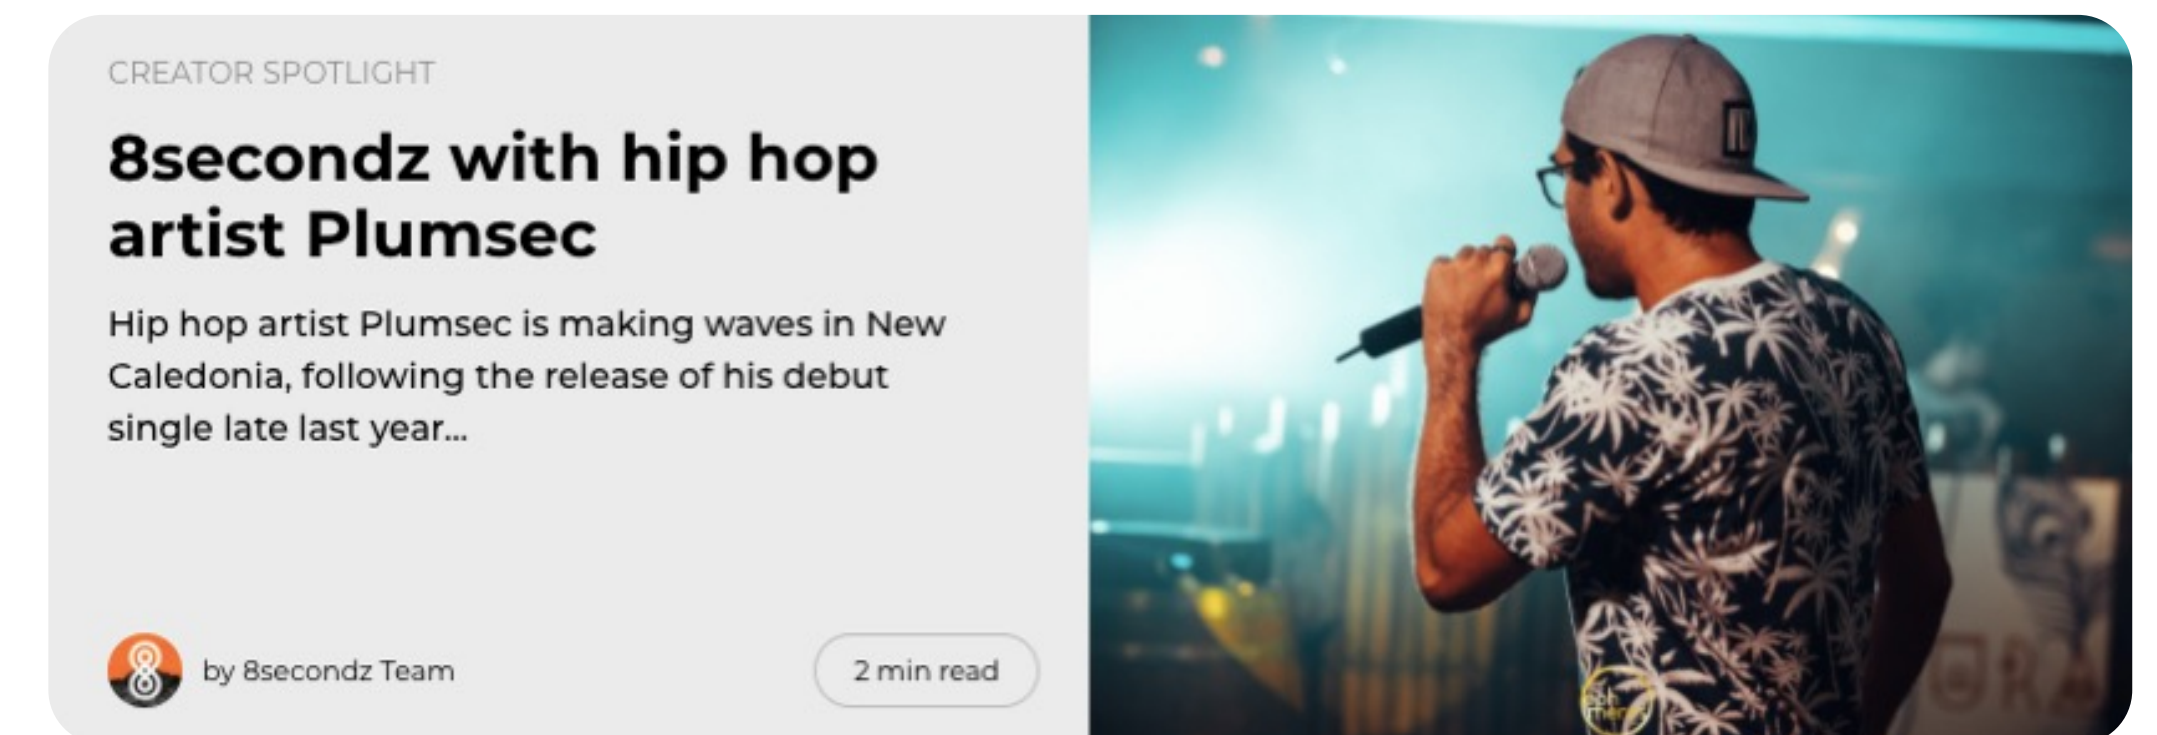 CREATOR SPOTLIGHT
8secondz with hip hop
artist Plumsec
Hip hop artist Plumsec is making waves in New
Caledonia, following the release of his debut
single late last year...
by 8secondz Team
2 min read